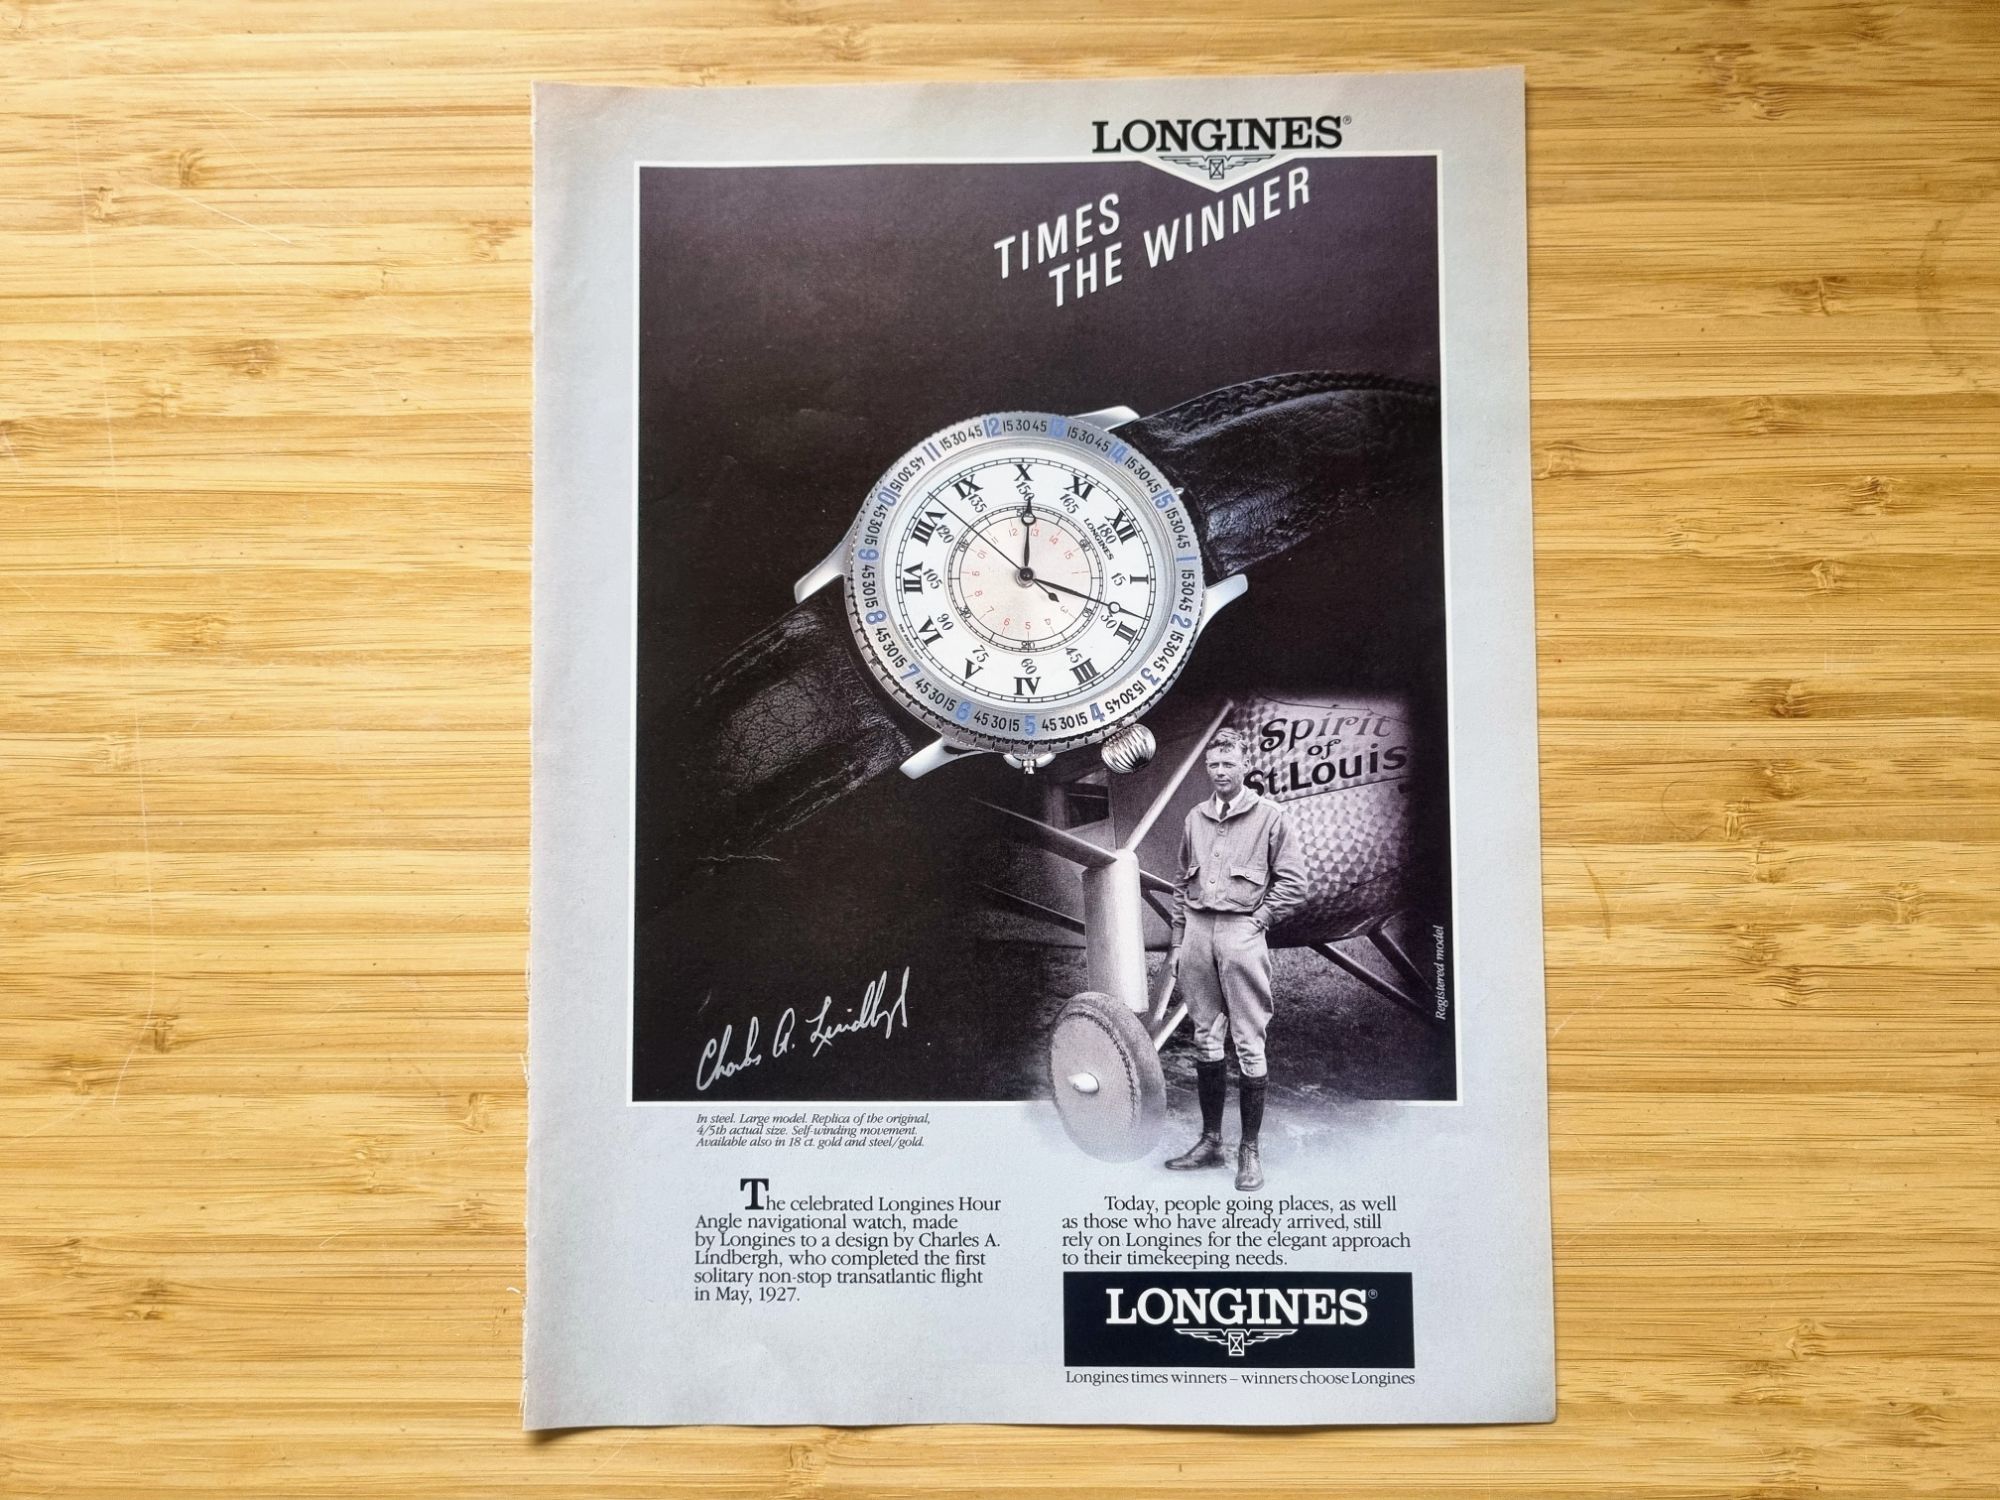 LONGINES®
TIMES
THE WINNER
LONGINES
Spirit
of
St.Louis
Registered model
Charles A. Lindbergh
In steel. Large model. Replica of the original,
4/5th actual size. Self-winding movement.
Available also in 18 ct. gold and steel/gold.
The celebrated Longines Hour
Angle navigational watch, made
by Longines to a design by Charles A.
Lindbergh, who completed the first
solitary non-stop transatlantic flight
in May, 1927.
Today, people going places, as well
as those who have already arrived, still
rely on Longines for the elegant approach
to their timekeeping needs.
LONGINES®
Longines times winners – winners choose Longines